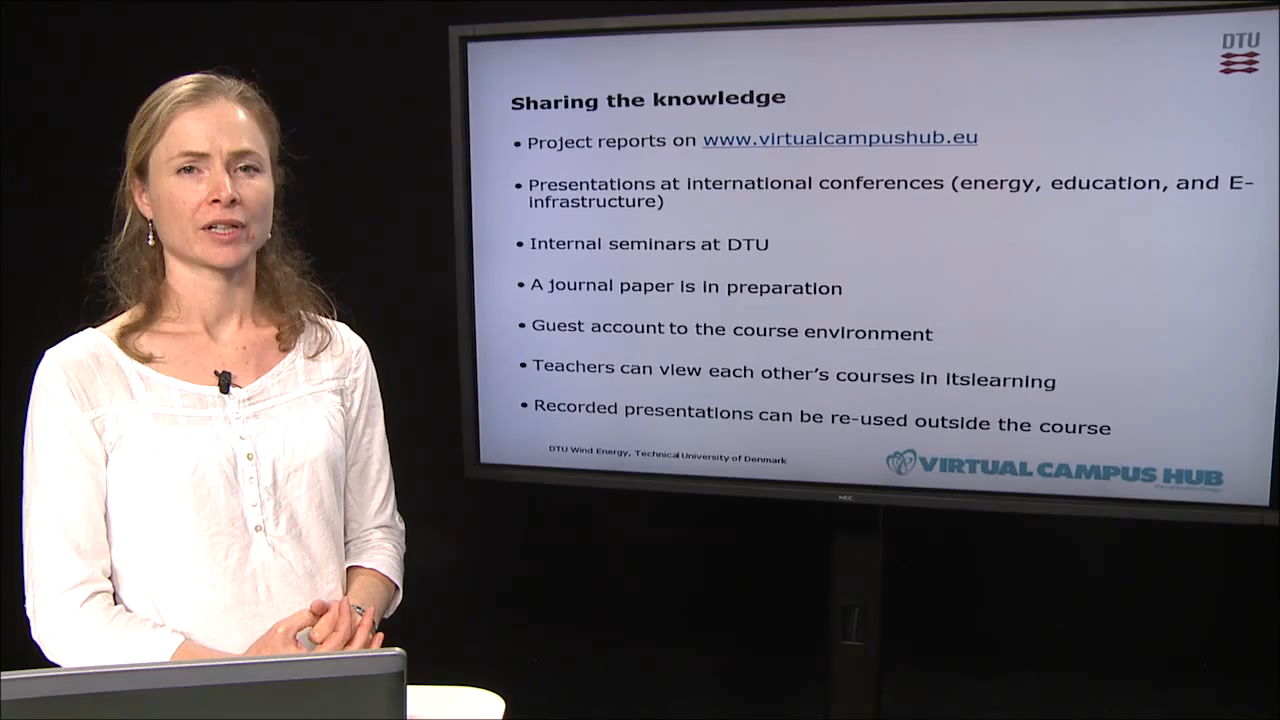 DTU
Sharing the knowledge
• Project reports on www.virtualcampushub.eu
• Presentations at international conferences (energy, education, and E-
infrastructure)
• Internal seminars at DTU
• A journal paper is in preparation
• Guest account to the course environment
• Teachers can view each other's courses in itslearning
• Recorded presentations can be re-used outside the course
DTU Wind Energy, Technical University of Denmark
VIRTUAL CAMPUS HUB
NEC